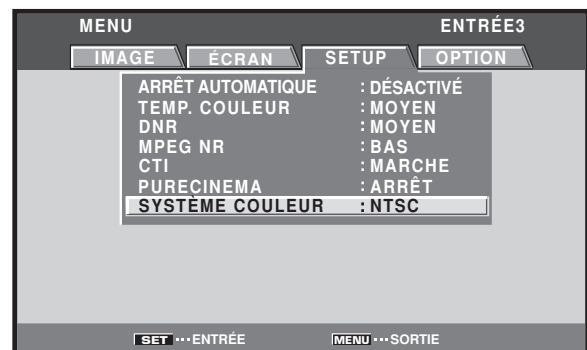 MENU ENTRÉE3
IMAGE ÉCRAN SETUP OPTION
ARRÊT AUTOMATIQUE : DÉSACTIVÉ
TEMP. COULEUR : MOYEN
DNR : MOYEN
MPEG NR : BAS
CTI : MARCHE
PURECINEMA : ARRÊT
SYSTÈME COULEUR : NTSC
SET ••• ENTRÉE MENU ••• SORTIE